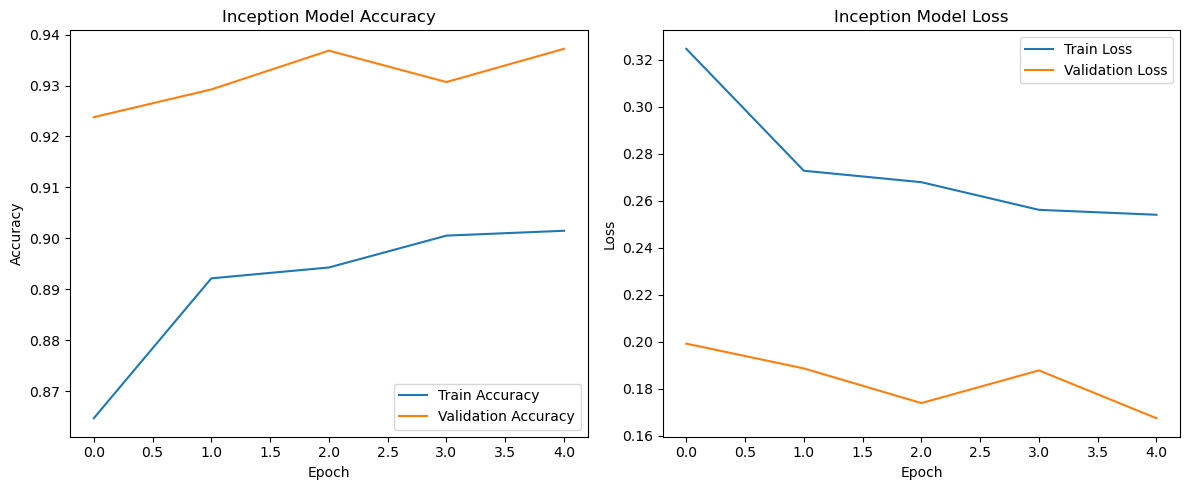 Inception Model Accuracy
0.94
0.93
0.92
0.91
0.90
0.89
0.88
0.87
Accuracy
Train Accuracy
Validation Accuracy
0.0 0.5 1.0 1.5 2.0 2.5 3.0 3.5 4.0
Epoch
Inception Model Loss
0.32
0.30
0.28
0.26
0.24
0.22
0.20
0.18
0.16
Loss
Train Loss
Validation Loss
0.0 0.5 1.0 1.5 2.0 2.5 3.0 3.5 4.0
Epoch